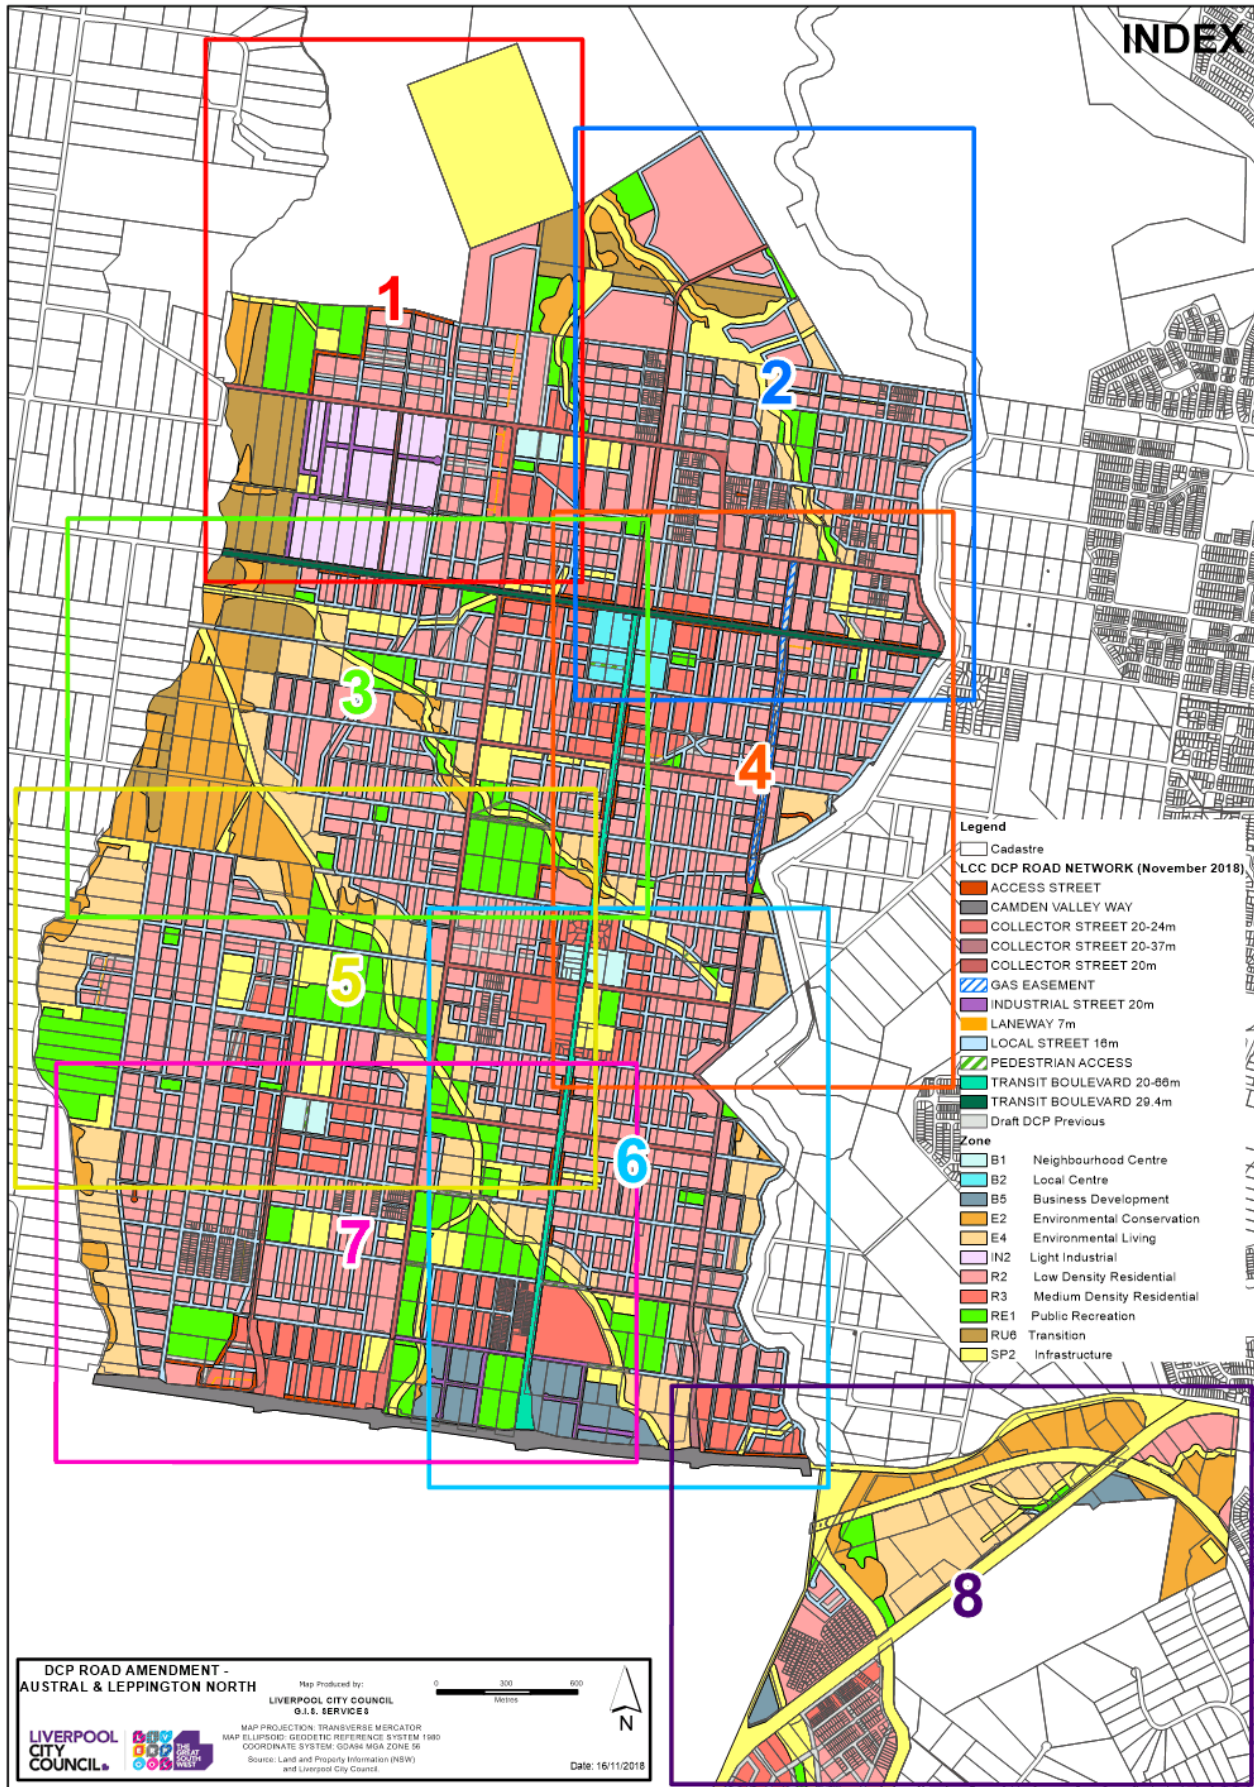 INDEX
1
2
3
4
5
6
7
8
Legend
Cadastre
LCC DCP ROAD NETWORK (November 2018)
ACCESS STREET
CAMDEN VALLEY WAY
COLLECTOR STREET 20-24m
COLLECTOR STREET 20-37m
COLLECTOR STREET 20m
GAS EASEMENT
INDUSTRIAL STREET 20m
LANEWAY 7m
LOCAL STREET 16m
PEDESTRIAN ACCESS
TRANSIT BOULEVARD 20-66m
TRANSIT BOULEVARD 29.4m
Draft DCP Previous
Zone
B1 Neighbourhood Centre
B2 Local Centre
B5 Business Development
E2 Environmental Conservation
E4 Environmental Living
IN2 Light Industrial
R2 Low Density Residential
R3 Medium Density Residential
RE1 Public Recreation
RU6 Transition
SP2 Infrastructure
DCP ROAD AMENDMENT -
AUSTRAL & LEPPINGTON NORTH
Map Produced by:
LIVERPOOL CITY COUNCIL
G.I.S. SERVICES
MAP PROJECTION: TRANSVERSE MERCATOR
MAP ELLIPSOID: GEODETIC REFERENCE SYSTEM 1980
COORDINATE SYSTEM: GDA94 MGA ZONE 56
Source: Land and Property Information (NSW)
and Liverpool City Council.
0 300 600
Metres
N
Date: 16/11/2018
LIVERPOOL
CITY
COUNCIL
LIV
ERP
OOL
THE
GREAT
SOUTH
WEST